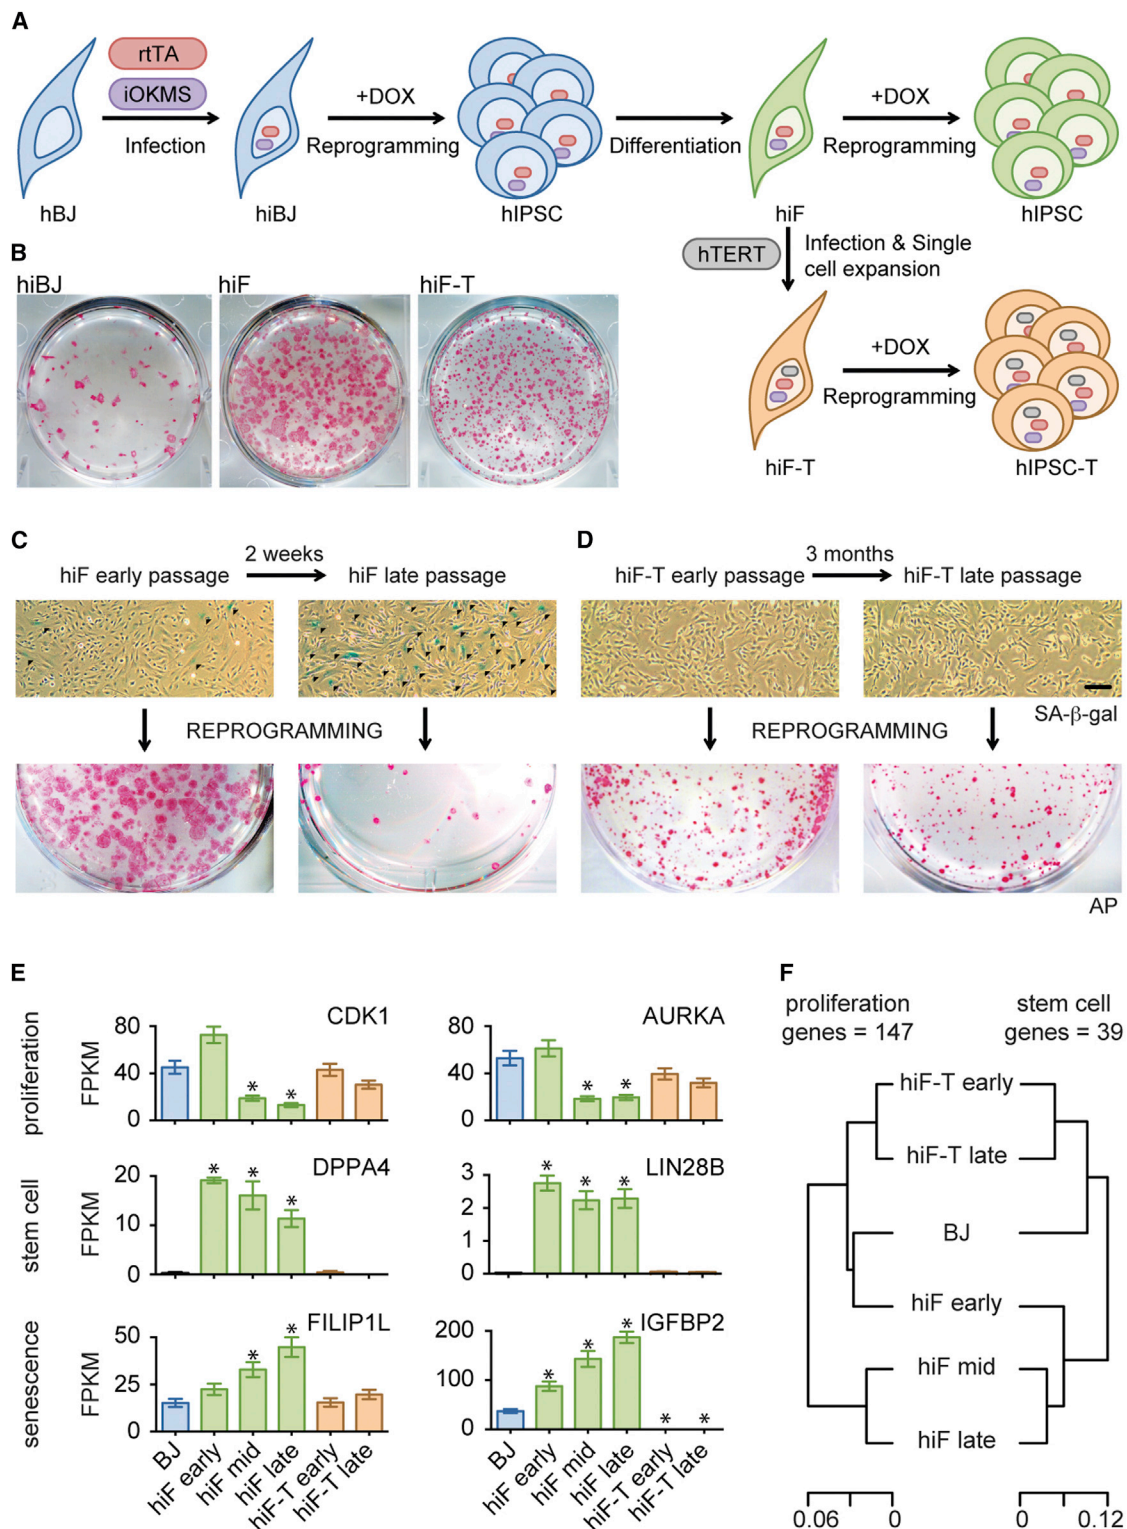 A
rtTA
iOKMS
Infection
+DOX
Reprogramming
Differentiation
+DOX
Reprogramming
hBJ
hiBJ
hIPSC
hiF
hIPSC
hTERT
Infection & Single
cell expansion
+DOX
Reprogramming
hiF-T
hIPSC-T
B
hiBJ
hiF
hiF-T
C
2 weeks
hiF early passage
hiF late passage
REPROGRAMMING
D
3 months
hiF-T early passage
hiF-T late passage
SA-β-gal
REPROGRAMMING
AP
E
proliferation
FPKM
80
40
0
CDK1
* *
AURKA
80
40
0
* *
stem cell
FPKM
20
10
0
DPPA4
* * *
LIN28B
3
2
1
0
* * *
senescence
FPKM
50
25
0
FILIP1L
* *
IGFBP2
200
100
0
* * * * *
BJ
hiF early
hiF mid
hiF late
hiF-T early
hiF-T late
BJ
hiF early
hiF mid
hiF late
hiF-T early
hiF-T late
F
proliferation
genes = 147
stem cell
genes = 39
hiF-T early
hiF-T late
BJ
hiF early
hiF mid
hiF late
0.06 0
0 0.12